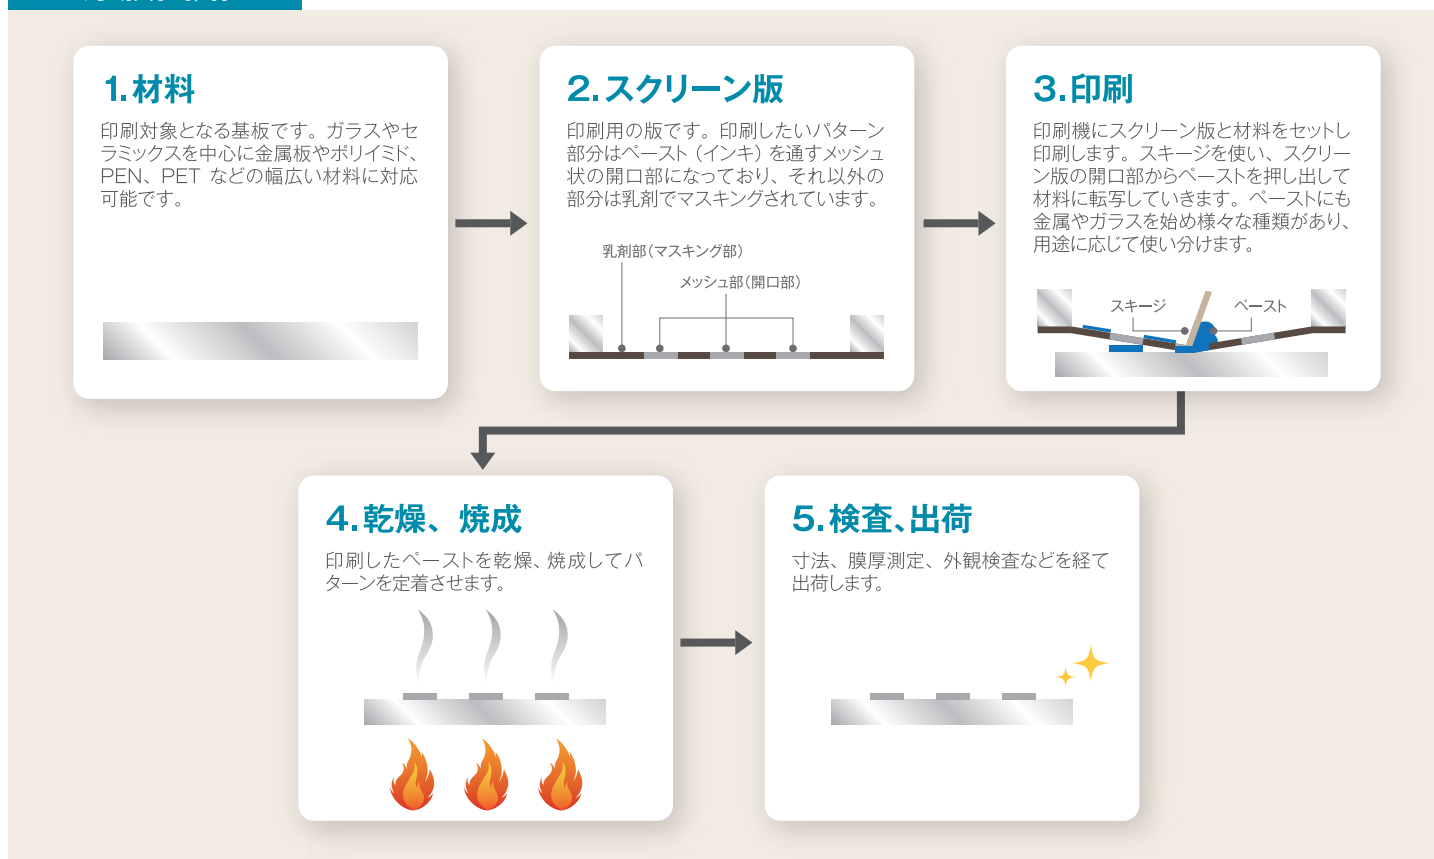 1.材料
印刷対象となる基板です。ガラスやセ
ラミックスを中心に金属板やポリイミド、
PEN、PET などの幅広い材料に対応
可能です。
2.スクリーン版
印刷用の版です。印刷したいパターン
部分はペースト（インキ）を通すメッシュ
状の開口部になっており、それ以外の
部分は乳剤でマスキングされています。
乳剤部（マスキング部）
メッシュ部（開口部）
3.印刷
印刷機にスクリーン版と材料をセットし
印刷します。スキージを使い、スクリー
ン版の開口部からペーストを押し出して
材料に転写していきます。ペーストにも
金属やガラスを始め様々な種類があり、
用途に応じて使い分けます。
スキージ
ペースト
4.乾燥、焼成
印刷したペーストを乾燥、焼成してパ
ターンを定着させます。
5.検査、出荷
寸法、膜厚測定、外観検査などを経て
出荷します。